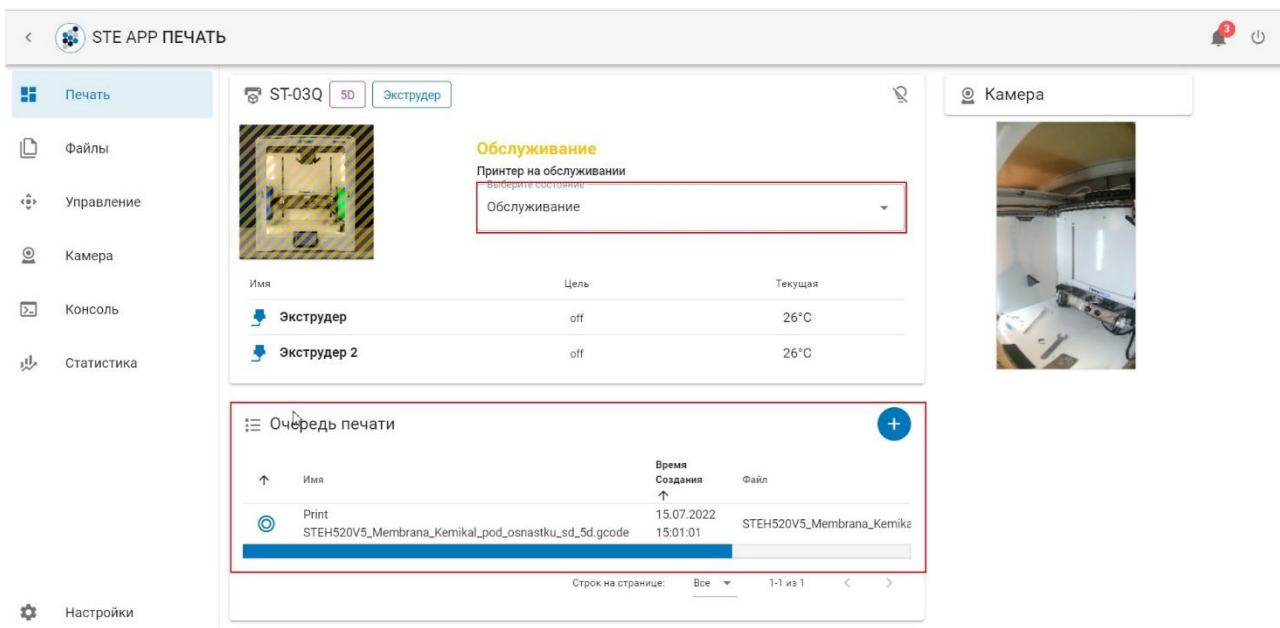 STE APP ПЕЧАТЬ
3
Печать
Файлы
Управление
Камера
Консоль
Статистика
Настройки
ST-03Q 5D Экструдер
Обслуживание
Принтер на обслуживании
Выберите состояние
Обслуживание
Имя Цель Текущая
Экструдер off 26°C
Экструдер 2 off 26°C
Очередь печати
Имя Время Создания Файл
Print
STEH520V5_Membrana_Kemikal_pod_osnastku_sd_5d.gcode
15.07.2022
15:01:01
STEH520V5_Membrana_Kemika
Строк на странице: Все 1-1 из 1
Камера